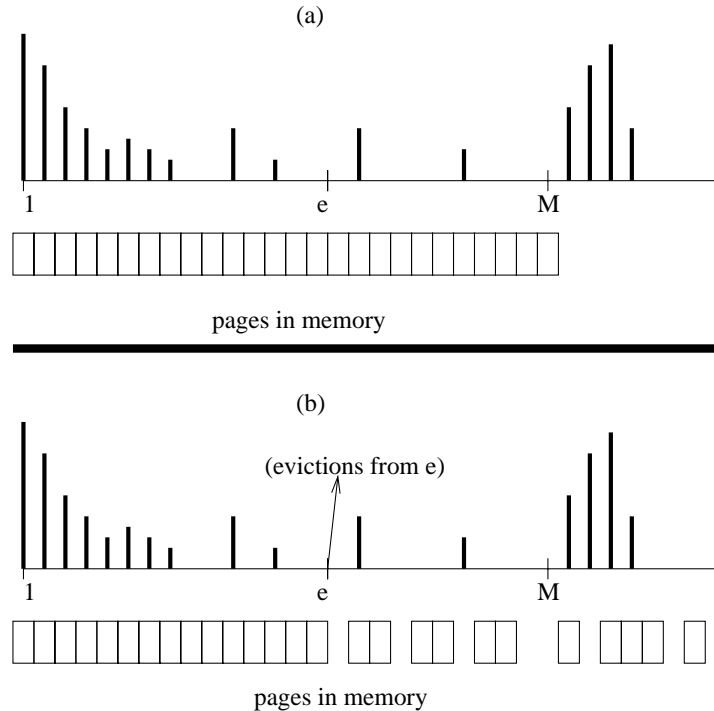 (a)
1 e M
pages in memory
(b)
(evictions from e)
1 e M
pages in memory